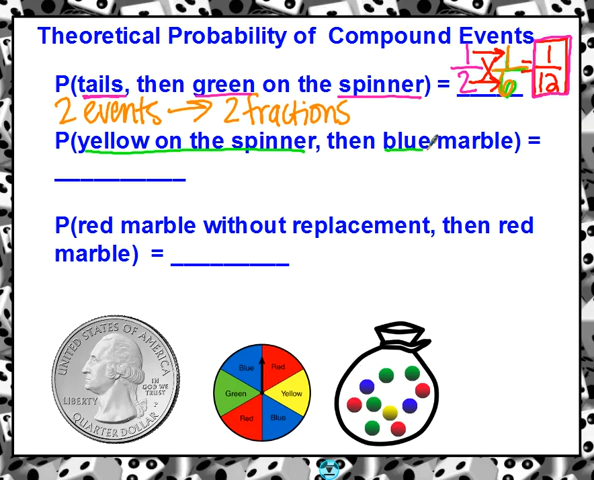 Theoretical Probability of Compound Events
P(tails, then green on the spinner) = _____ 1/2 X 1/6 = 1/12
2 events → 2 fractions
P(yellow on the spinner, then blue marble) =
___________
P(red marble without replacement, then red
marble) = _________
UNITED STATES OF AMERICA
LIBERTY
IN
GOD WE
TRUST
P
QUARTER DOLLAR
Blue
Red
Green
Yellow
Red
Blue